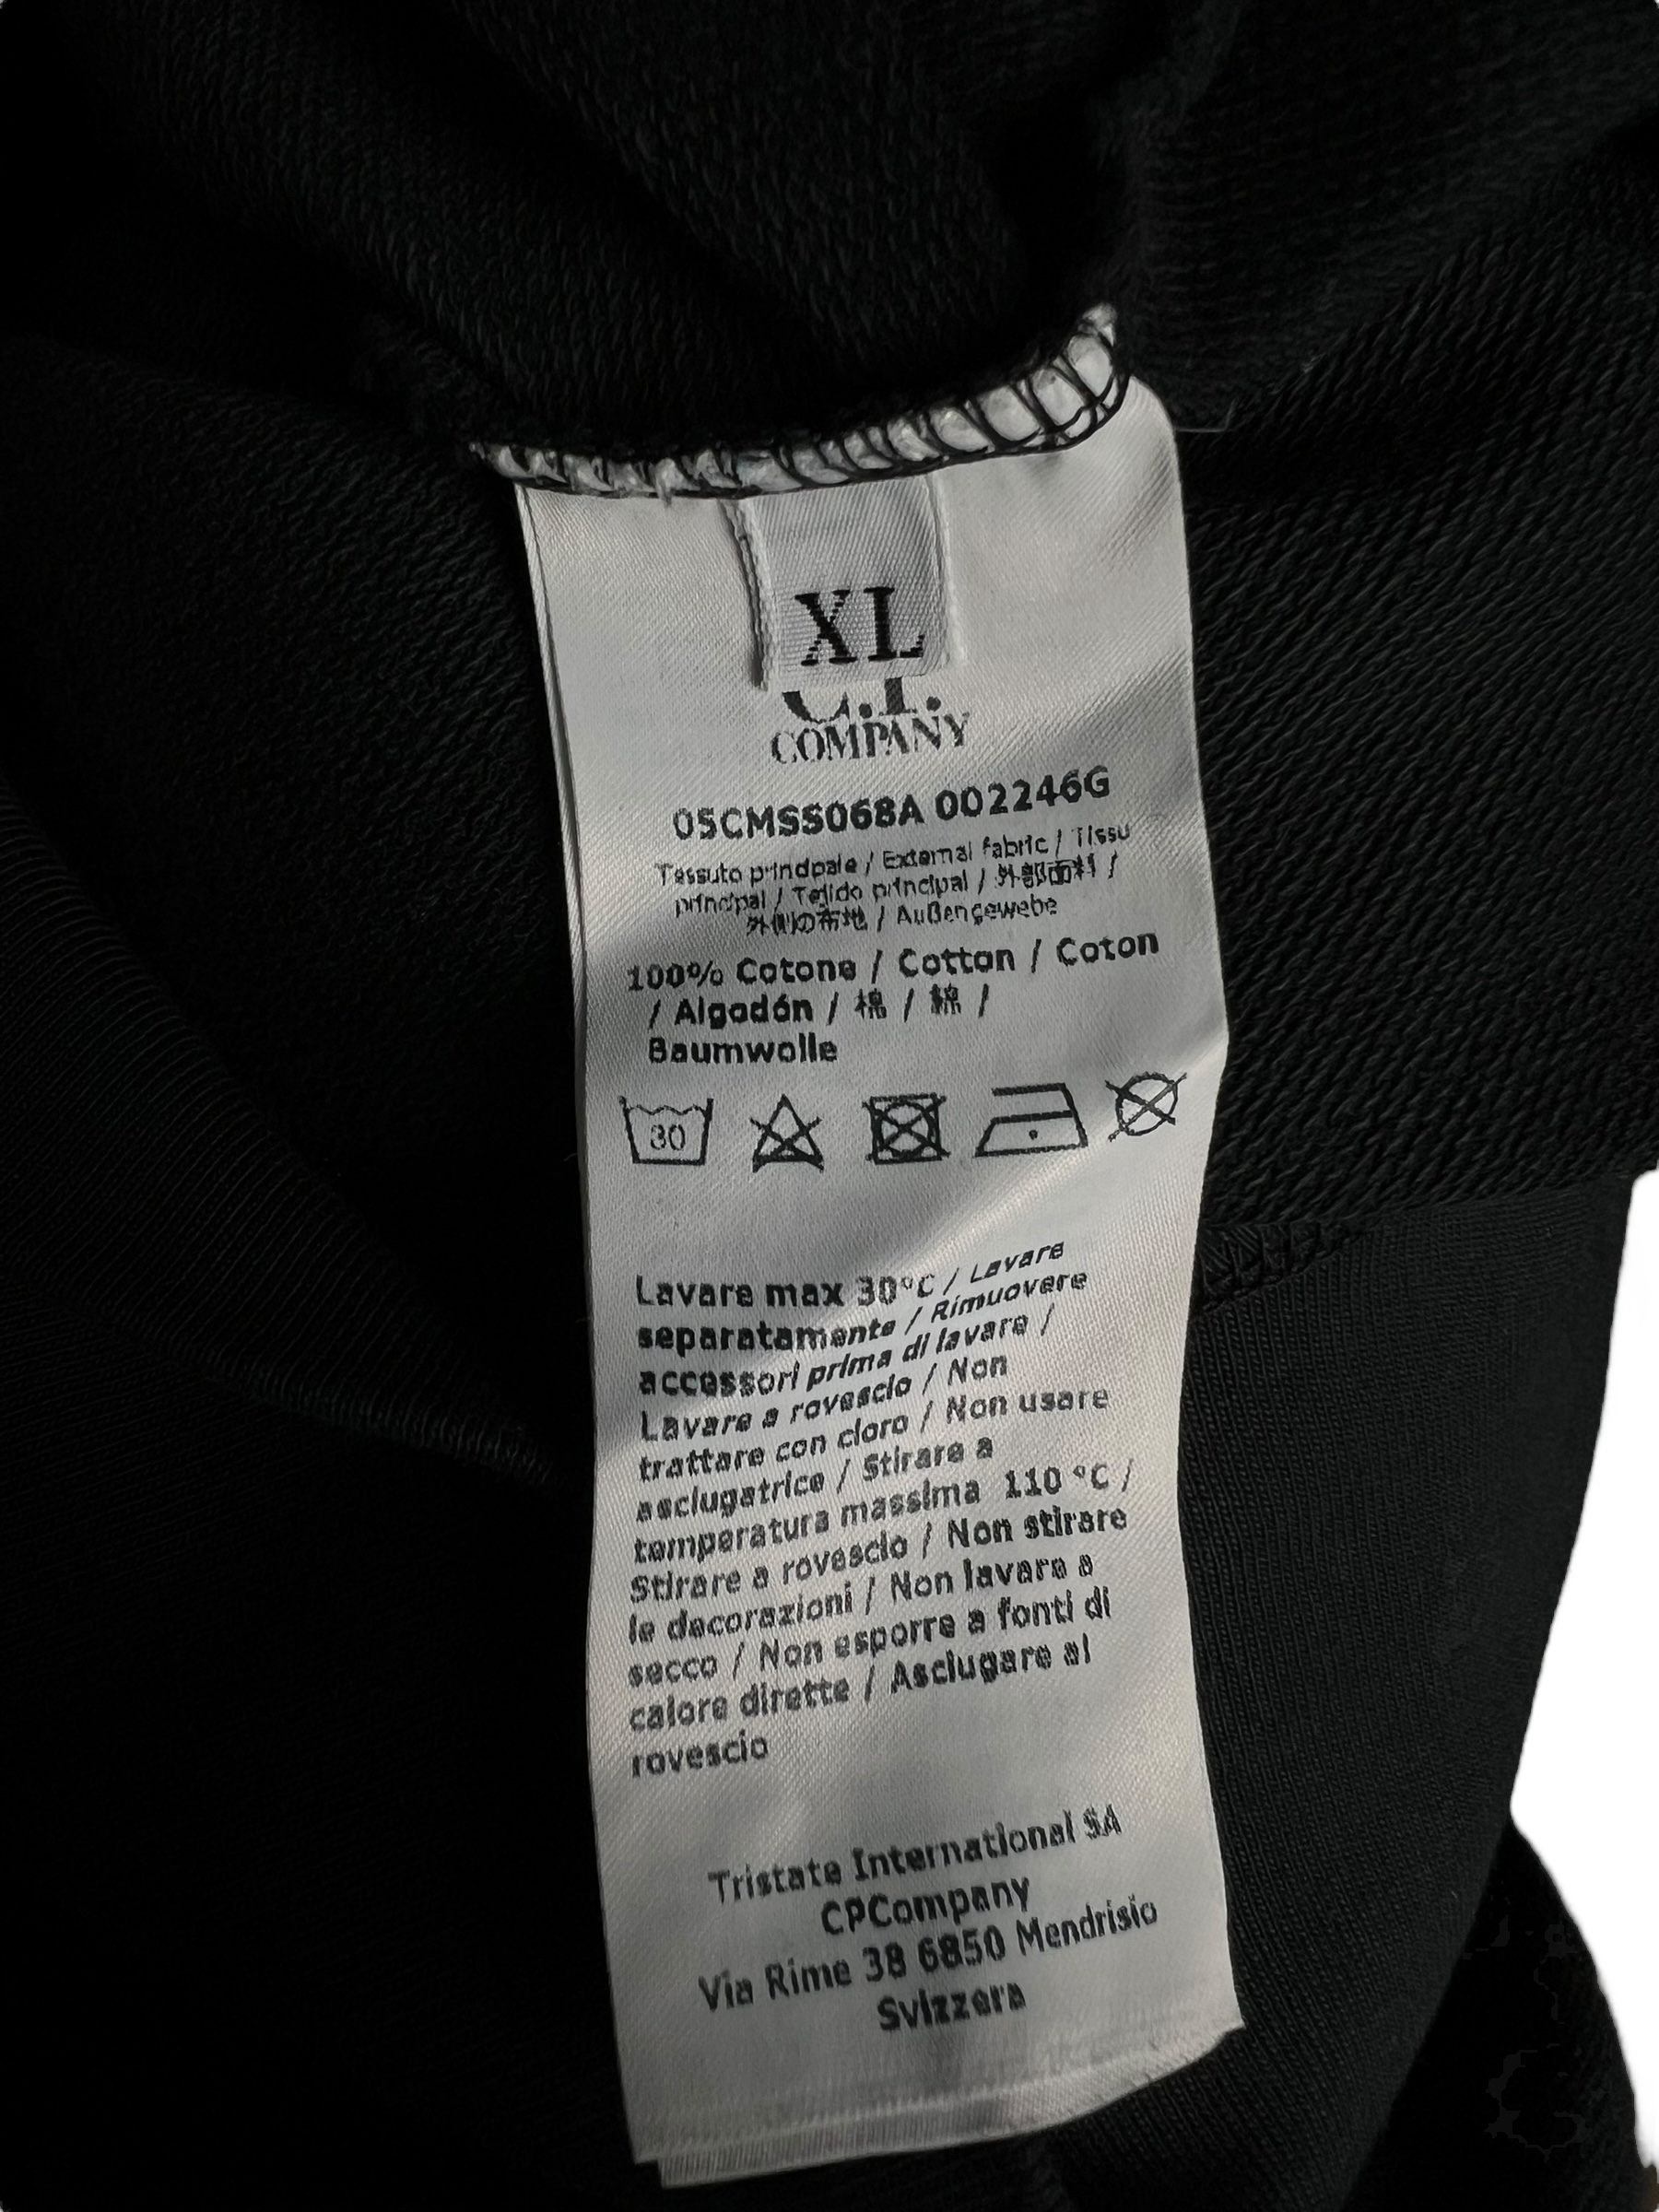 XL
C.P.
COMPANY
05CMSS068A 002246G
Tessuto principale / External fabric / Tissu
principal / Tejido principal / 外部面料 /
外側の布地 / Außengewebe
100% Cotone / Cotton / Coton
/ Algodón / 棉 / 綿 /
Baumwolle
30
Lavare max 30°C / Lavare
separatamente / Rimuovere
accessori prima di lavare /
Lavare a rovescio / Non
trattare con cloro / Non usare
asciugatrice / Stirare a
temperatura massima 110 °C /
Stirare a rovescio / Non stirare
le decorazioni / Non lavare a
secco / Non esporre a fonti di
calore dirette / Asciugare al
rovescio
Tristate International SA
CPCompany
Via Rime 38 6850 Mendrisio
Svizzera